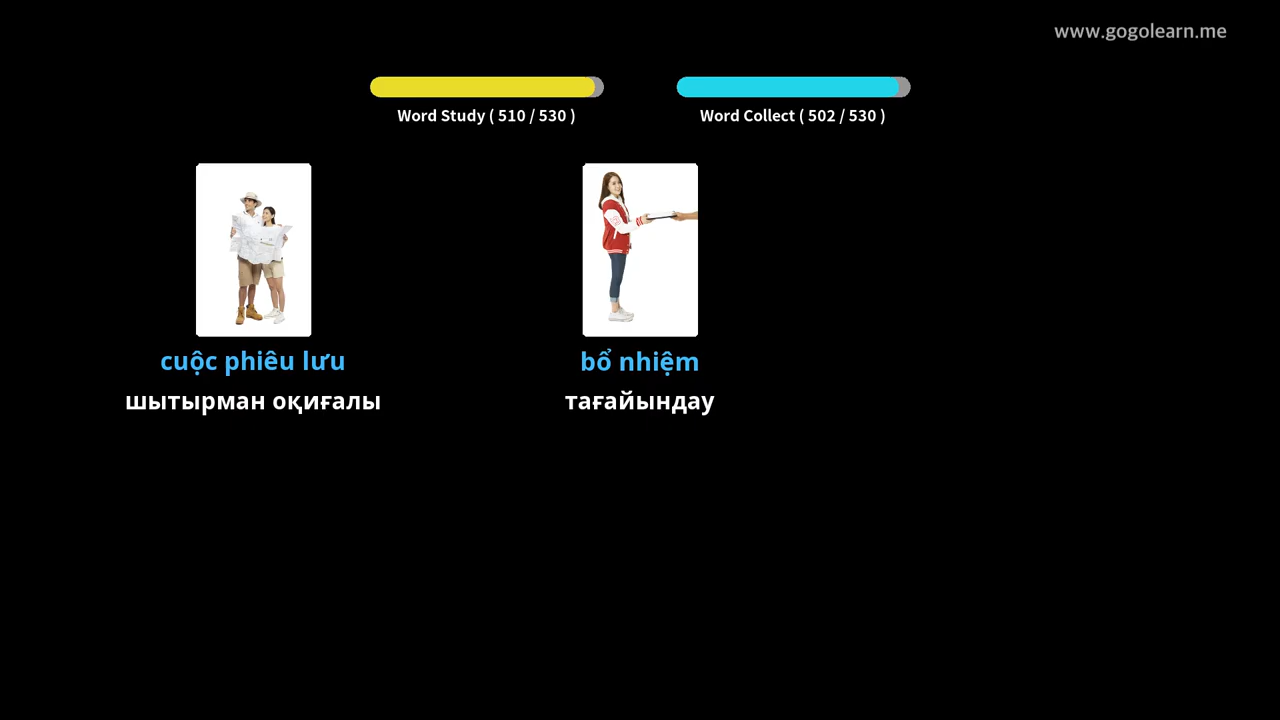 www.gogolearn.me
Word Study ( 510 / 530 )
Word Collect ( 502 / 530 )
cuộc phiêu lưu
шытырман оқиғалы
bổ nhiệm
тағайындау